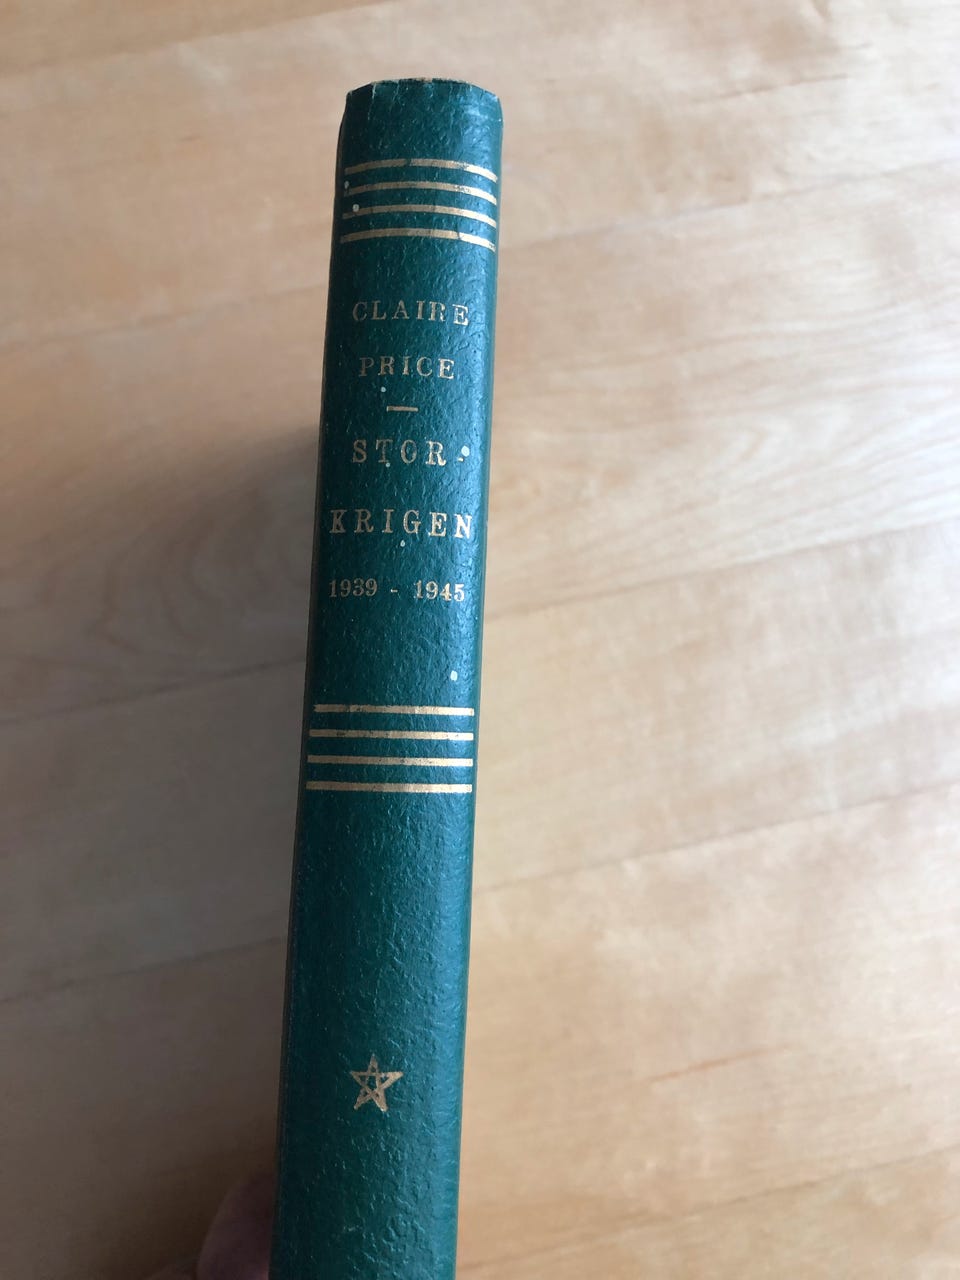 CLAIRE
PRICE
—
STOR-
KRIGEN
1939 - 1945